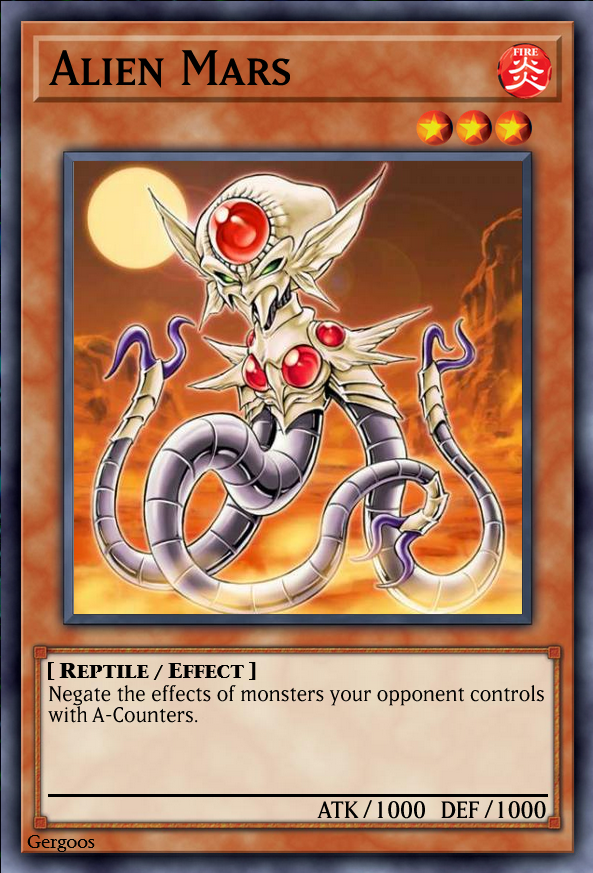 Alien Mars
FIRE
炎
[ Reptile / Effect ]
Negate the effects of monsters your opponent controls
with A-Counters.
ATK / 1000 DEF / 1000
Gergoos